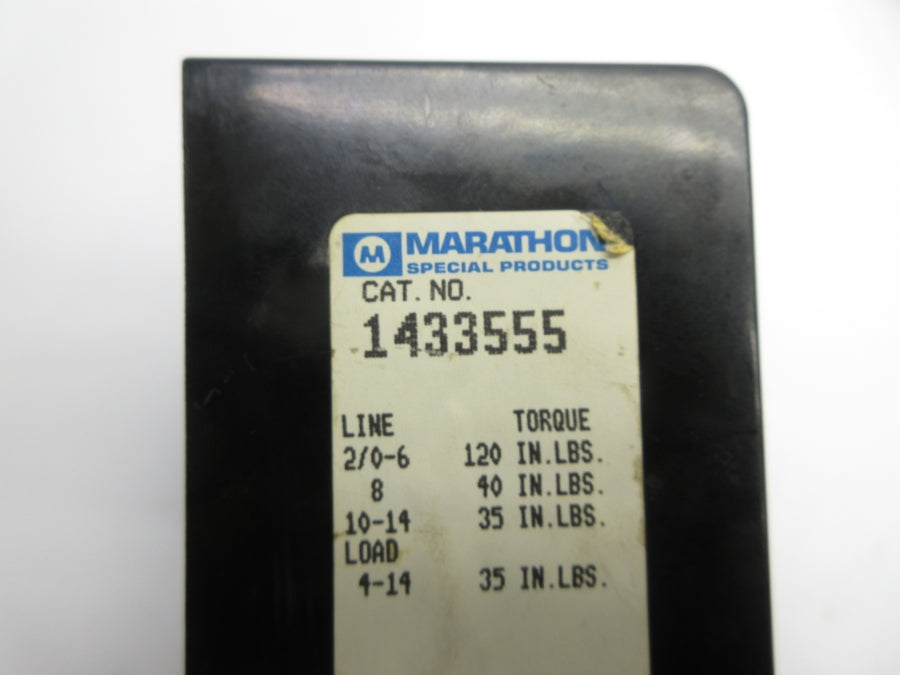 M MARATHON
SPECIAL PRODUCTS
CAT. NO.
1433555
LINE TORQUE
2/0-6 120 IN.LBS.
8 40 IN.LBS.
10-14 35 IN.LBS.
LOAD
4-14 35 IN.LBS.